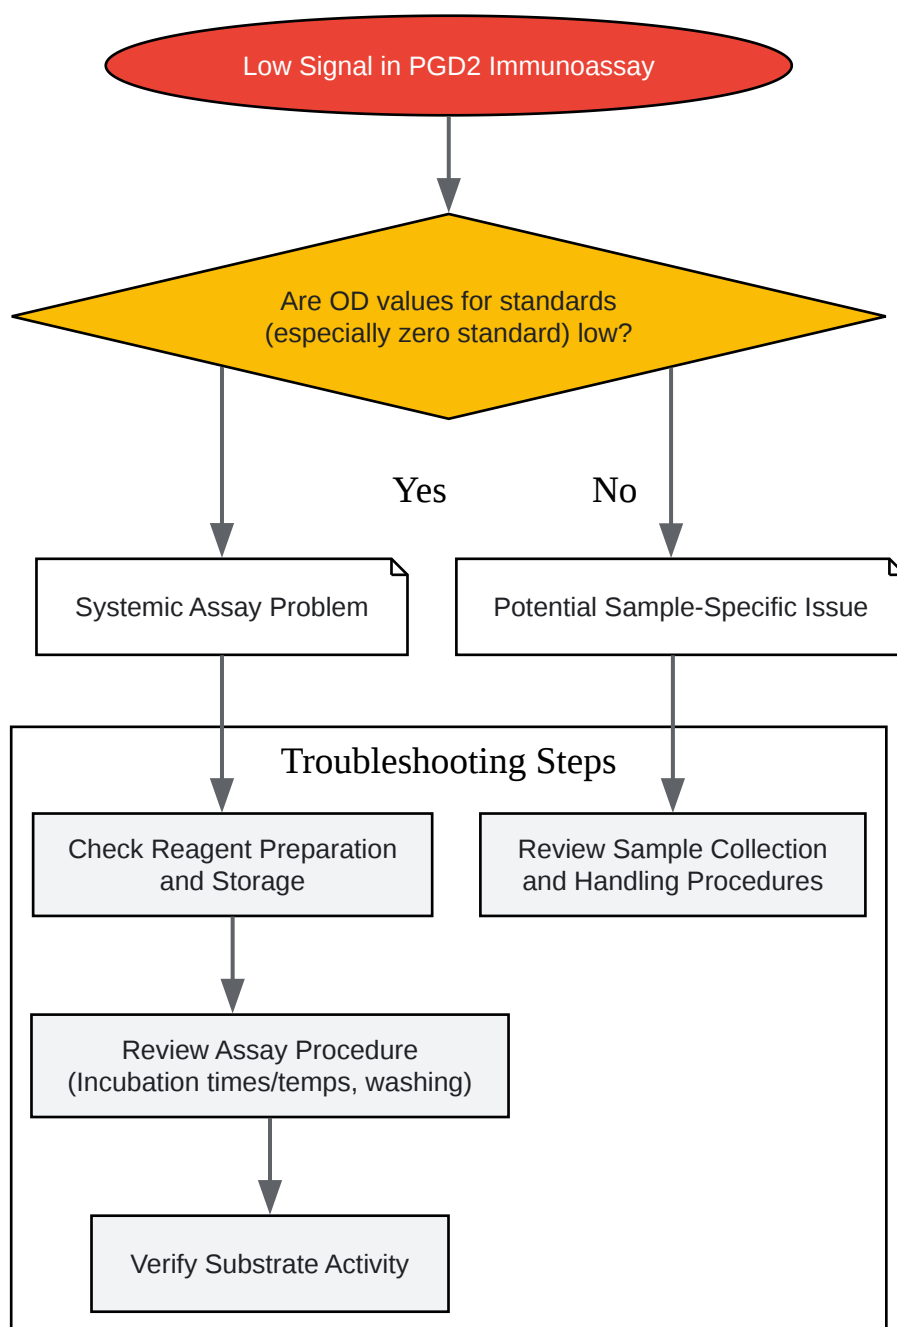 Low Signal in PGD2 Immunoassay
Are OD values for standards
(especially zero standard) low?
Yes
No
Systemic Assay Problem
Potential Sample-Specific Issue
Troubleshooting Steps
Check Reagent Preparation
and Storage
Review Sample Collection
and Handling Procedures
Review Assay Procedure
(Incubation times/temps, washing)
Verify Substrate Activity